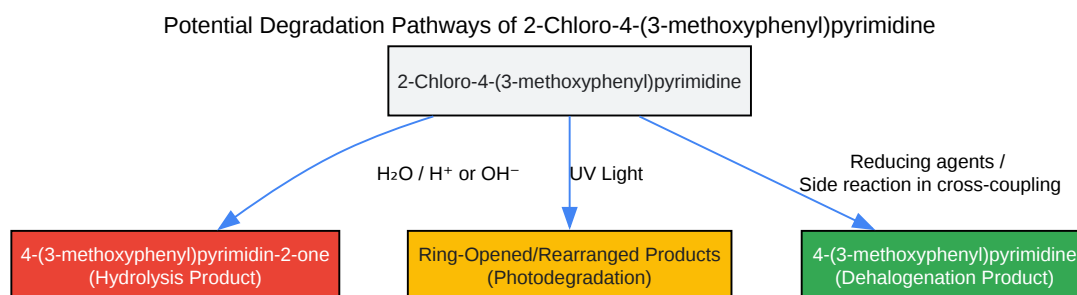 Potential Degradation Pathways of 2-Chloro-4-(3-methoxyphenyl)pyrimidine
2-Chloro-4-(3-methoxyphenyl)pyrimidine
H₂O / H⁺ or OH⁻
UV Light
Reducing agents /
Side reaction in cross-coupling
4-(3-methoxyphenyl)pyrimidin-2-one
(Hydrolysis Product)
Ring-Opened/Rearranged Products
(Photodegradation)
4-(3-methoxyphenyl)pyrimidine
(Dehalogenation Product)